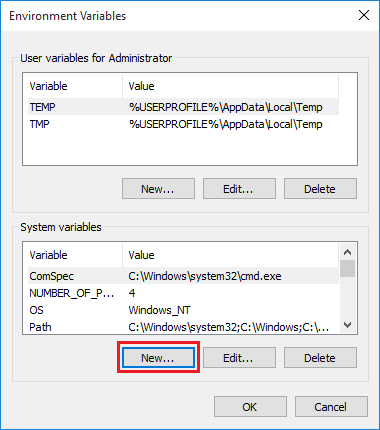 Environment Variables
User variables for Administrator
Variable Value
TEMP %USERPROFILE%\AppData\Local\Temp
TMP %USERPROFILE%\AppData\Local\Temp
New... Edit... Delete
System variables
Variable Value
ComSpec C:\Windows\system32\cmd.exe
NUMBER_OF_P... 4
OS Windows_NT
Path C:\Windows\system32;C:\Windows;C:\...
New... Edit... Delete
OK Cancel